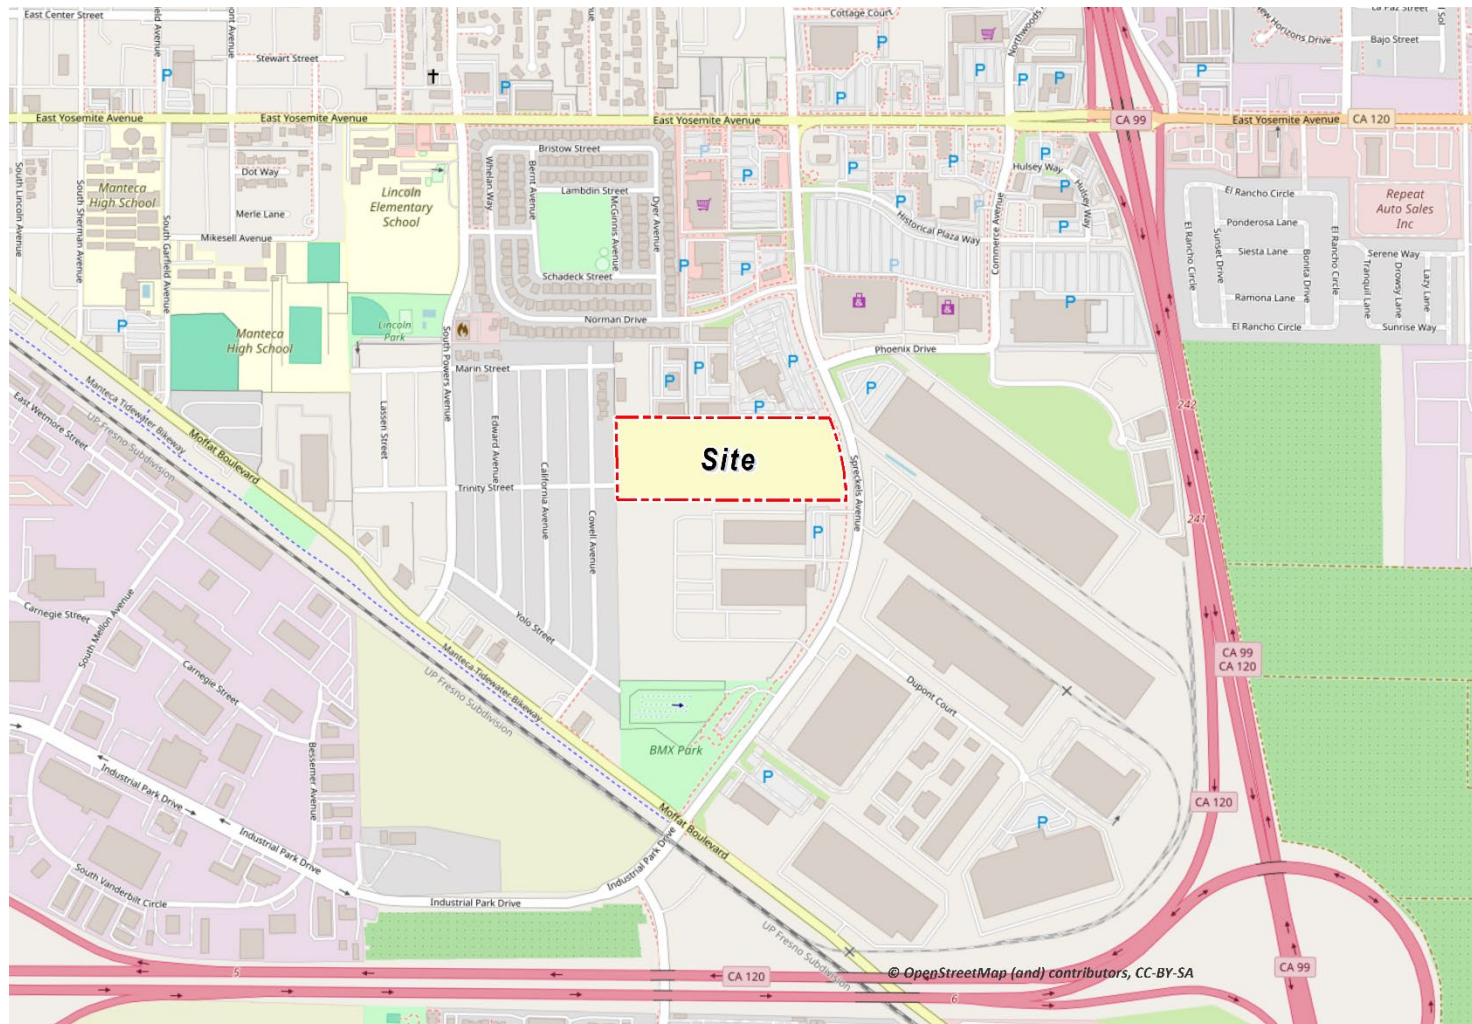 East Center Street
Stewart Street
Cottage Court
New Horizons Drive
La Paz Street
Bajo Street
East Yosemite Avenue
East Yosemite Avenue
East Yosemite Avenue
CA 99
East Yosemite Avenue
CA 120
P
P
P
P
P
P
P
P
Manteca
High School
South Lincoln Avenue
South Sherman Avenue
South Garfield Avenue
Dot Way
Merle Lane
Mikesell Avenue
Lincoln
Elementary
School
Whelan Way
Bernt Avenue
Bristow Street
Lambdin Street
McGinnis Avenue
Dyer Avenue
Schadeck Street
Norman Drive
Hulsey Way
Hulsey Way
Historical Plaza Way
Commerce Avenue
El Rancho Circle
Ponderosa Lane
Siesta Lane
Ramona Lane
El Rancho Circle
El Rancho Circle
Sunset Drive
Bonita Drive
El Rancho Circle
Tranquil Lane
Drowsy Lane
Lazy Lane
Serene Way
Sunrise Way
Repeat
Auto Sales
Inc
Manteca
High School
Lincoln
Park
South Powers Avenue
Marin Street
Phoenix Drive
242
241
East Wetmore Street
Manteca Tidewater Bikeway
UP Fresno Subdivision
Moffat Boulevard
Lassen Street
Edward Avenue
California Avenue
Cowell Avenue
Trinity Street
Site
Spreckels Avenue
P
Yolo Street
Carnegie Street
South Mellon Avenue
Carnegie Street
Manteca-Tidewater Bikeway
UP Fresno Subdivision
CA 99
CA 120
Dupont Court
BMX Park
Bessemer Avenue
Industrial Park Drive
Industrial Park Drive
P
P
CA 120
Moffat Boulevard
Industrial Park Drive
South Vanderbilt Circle
Industrial Park Drive
UP Fresno Subdivision
5
CA 120
6
CA 99
© OpenStreetMap (and) contributors, CC-BY-SA